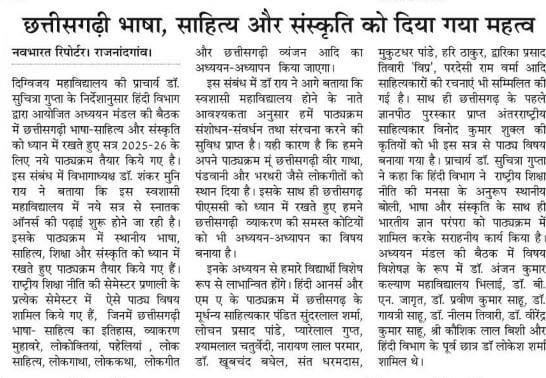 छत्तीसगढ़ी भाषा, साहित्य और संस्कृति को दिया गया महत्व
नवभारत रिपोर्टर। राजनांदगांव।
दिग्विजय महाविद्यालय की प्राचार्य डॉ.
सुचित्रा गुप्ता के निर्देशानुसार हिंदी विभाग
द्वारा आयोजित अध्ययन मंडल की बैठक
में छत्तीसगढ़ी भाषा-साहित्य और संस्कृति
को ध्यान में रखते हुए सत्र 2025-26 के
लिए नये पाठ्यक्रम तैयार किये गए है।
इस संबंध में विभागाध्यक्ष डॉ. शंकर मुनि
राय ने बताया कि इस स्वशासी
महाविद्यालय में नये सत्र से स्नातक
ऑनर्स की पढ़ाई शुरू होने जा रही है।
इसके पाठ्यक्रम में स्थानीय भाषा,
साहित्य, शिक्षा और संस्कृति को ध्यान में
रखते हुए पाठ्यक्रम तैयार किये गए हैं।
राष्ट्रीय शिक्षा नीति की सेमेस्टर प्रणाली के
प्रत्येक सेमेस्टर में ऐसे पाठ्य विषय
शामिल किये गए हैं, जिनमें छत्तीसगढ़ी
भाषा- साहित्य का इतिहास, व्याकरण
मुहावरे, लोकोक्तियां, पहेलियां , लोक
साहित्य, लोकगाथा, लोककथा, लोकगीत
और छत्तीसगढ़ी व्यंजन आदि का
अध्ययन-अध्यापन किया जाएगा।
इस संबंध में डॉ राय ने आगे बताया कि
स्वशासी महाविद्यालय होने के नाते
आवश्यकता अनुसार हमें पाठ्यक्रम
संशोधन-संवर्धन तथा संरचना करने की
सुविधा प्राप्त है। यही कारण है कि हमने
अपने पाठ्यक्रम म् छत्तीसगढ़ी वीर गाथा,
पंडवानी और भरथरी जैसे लोकगीतों को
स्थान दिया है। इसके साथ ही छत्तीसगढ़
पीएससी को ध्यान में रखते हुए हमने
छत्तीसगढ़ी व्याकरण की समस्त कोटियों
को भी अध्ययन-अध्यापन का विषय
बनाया है।
इनके अध्ययन से हमारे विद्यार्थी विशेष
रूप से लाभान्वित होंगे। हिंदी आनर्स और
एम ए के पाठ्यक्रम में छत्तीसगढ़ के
मूर्धन्य साहित्यकार पंडित सुंदरलाल शर्मा,
लोचन प्रसाद पांडे, प्यारेलाल गुप्त,
श्यामलाल चतुर्वेदी, नारायण लाल परमार,
डॉ. खूबचंद बघेल, संत धरमदास,
मुकुटधर पांडे, हरि ठाकुर, द्वारिका प्रसाद
तिवारी 'विप्र', परदेसी राम वर्मा आदि
साहित्यकारों की रचनाएं भी सम्मिलित की
गई है। साथ ही छत्तीसगढ़ के पहले
ज्ञानपीठ पुरस्कार प्राप्त अंतरराष्ट्रीय
साहित्यकार विनोद कुमार शुक्ल की
कृतियों को भी इस सत्र से पाठ्य विषय
बनाया गया है। प्राचार्य डॉ. सुचित्रा गुप्ता
ने कहा कि हिंदी विभाग ने राष्ट्रीय शिक्षा
नीति की मनसा के अनुरूप स्थानीय
बोली, भाषा और संस्कृति के साथ ही
भारतीय ज्ञान परंपरा को पाठ्यक्रम में
शामिल करके सराहनीय कार्य किया है।
अध्ययन मंडल की बैठक में विषय
विशेषज्ञ के रूप में डॉ. अंजन कुमार
कल्याण महाविद्यालय भिलाई, डॉ. बी.
एन. जागृत, डॉ. प्रवीण कुमार साहू, डॉ.
गायत्री साहू, डॉ. नीलम तिवारी, डॉ. वीरेंद्र
कुमार साहू, श्री कौशिक लाल बिशी और
हिंदी विभाग के पूर्व छात्र डॉ लोकेश शर्मा
शामिल थे।